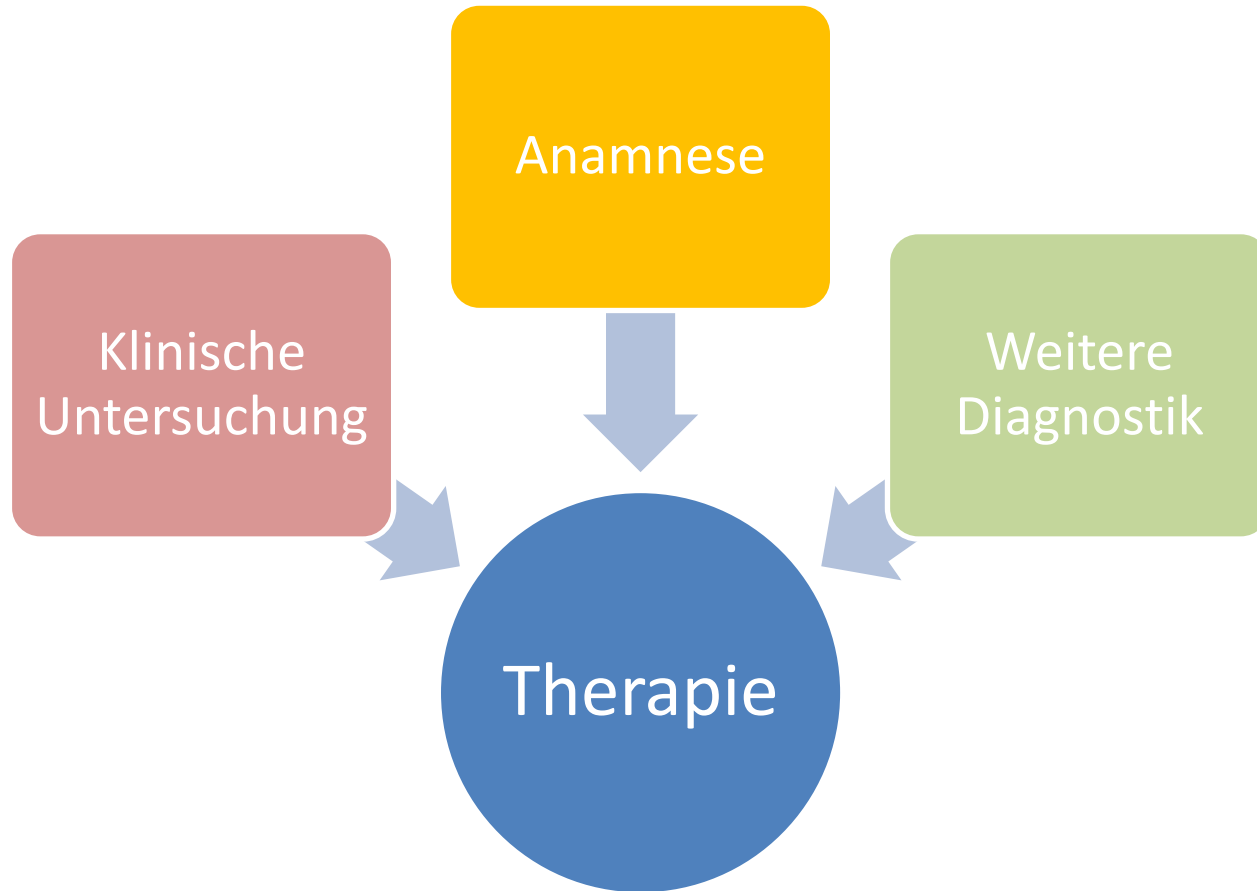 Anamnese
Klinische
Untersuchung
Weitere
Diagnostik
Therapie